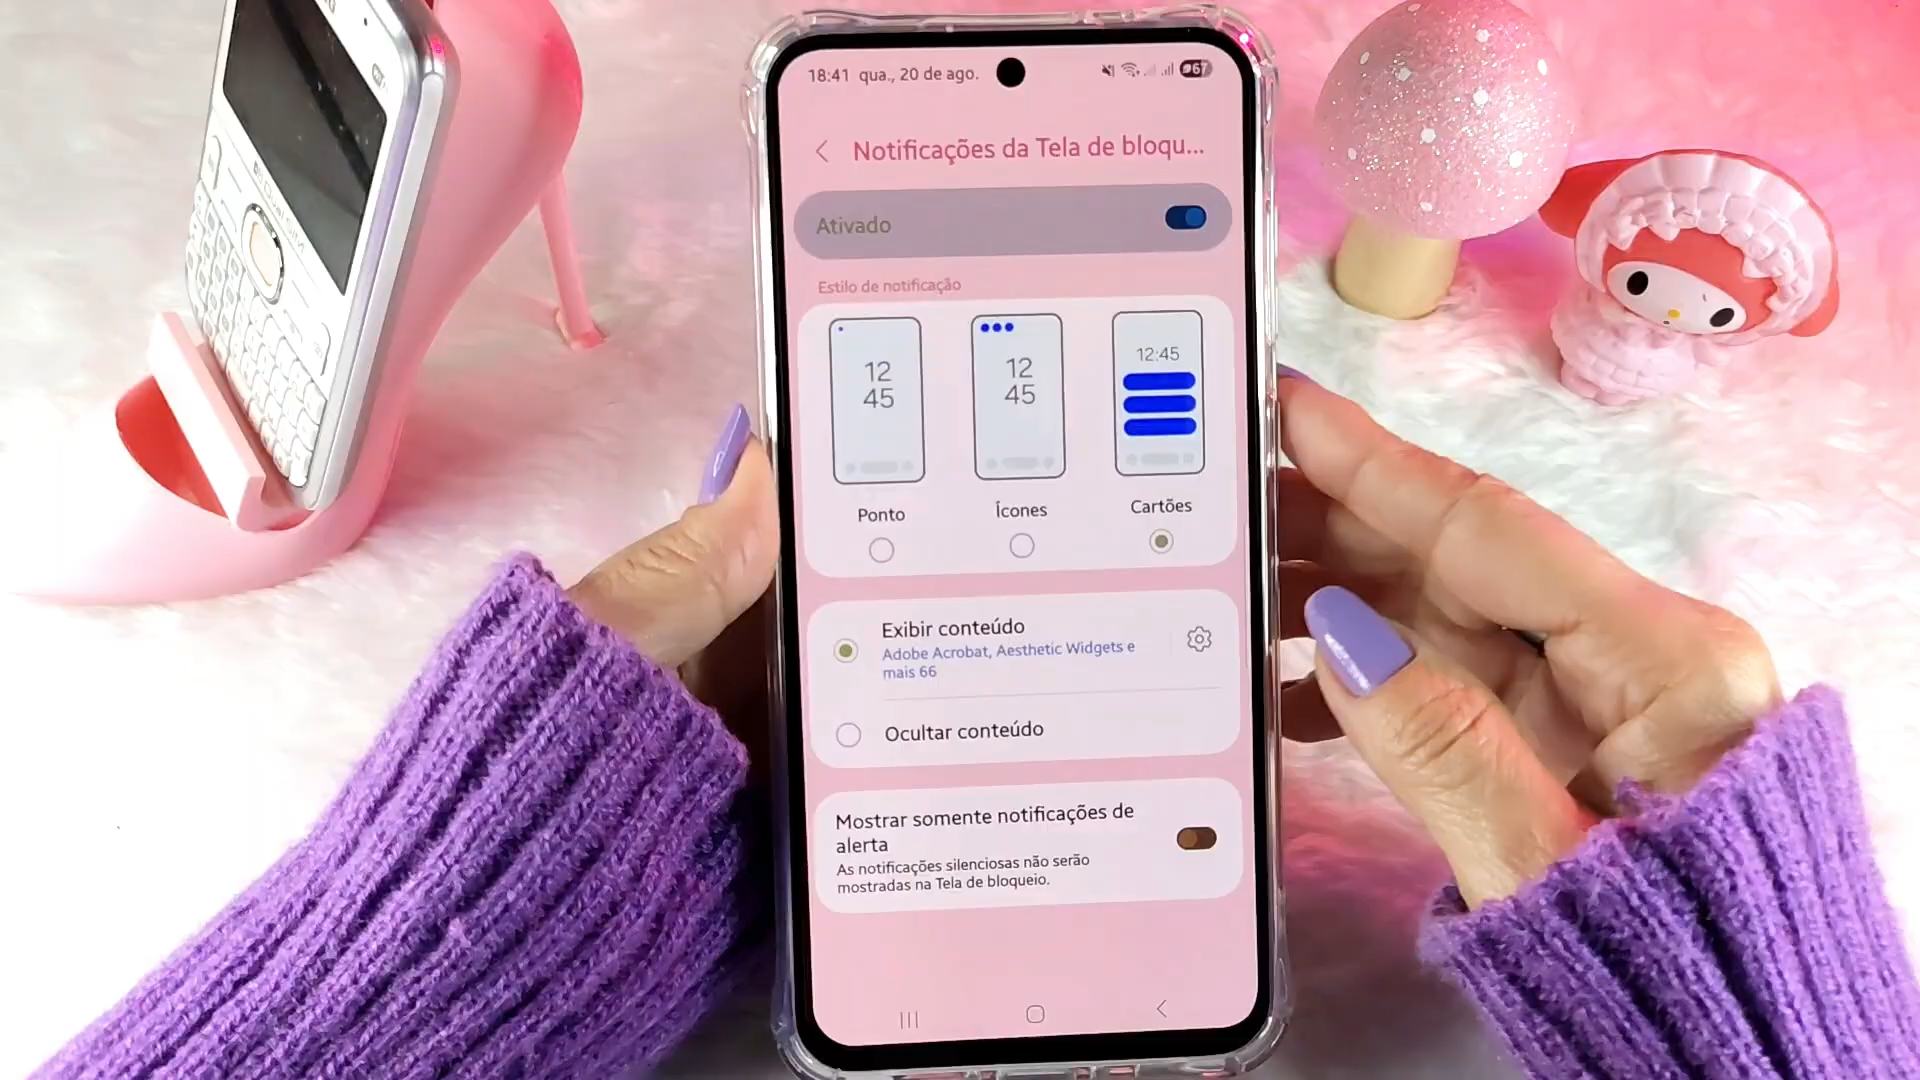 18:41 qua., 20 de ago.
67
Notificações da Tela de bloqu...
Ativado
Estilo de notificação
12
45
12
45
12:45
Ponto
Ícones
Cartões
Exibir conteúdo
Adobe Acrobat, Aesthetic Widgets e
mais 66
Ocultar conteúdo
Mostrar somente notificações de
alerta
As notificações silenciosas não serão
mostradas na Tela de bloqueio.